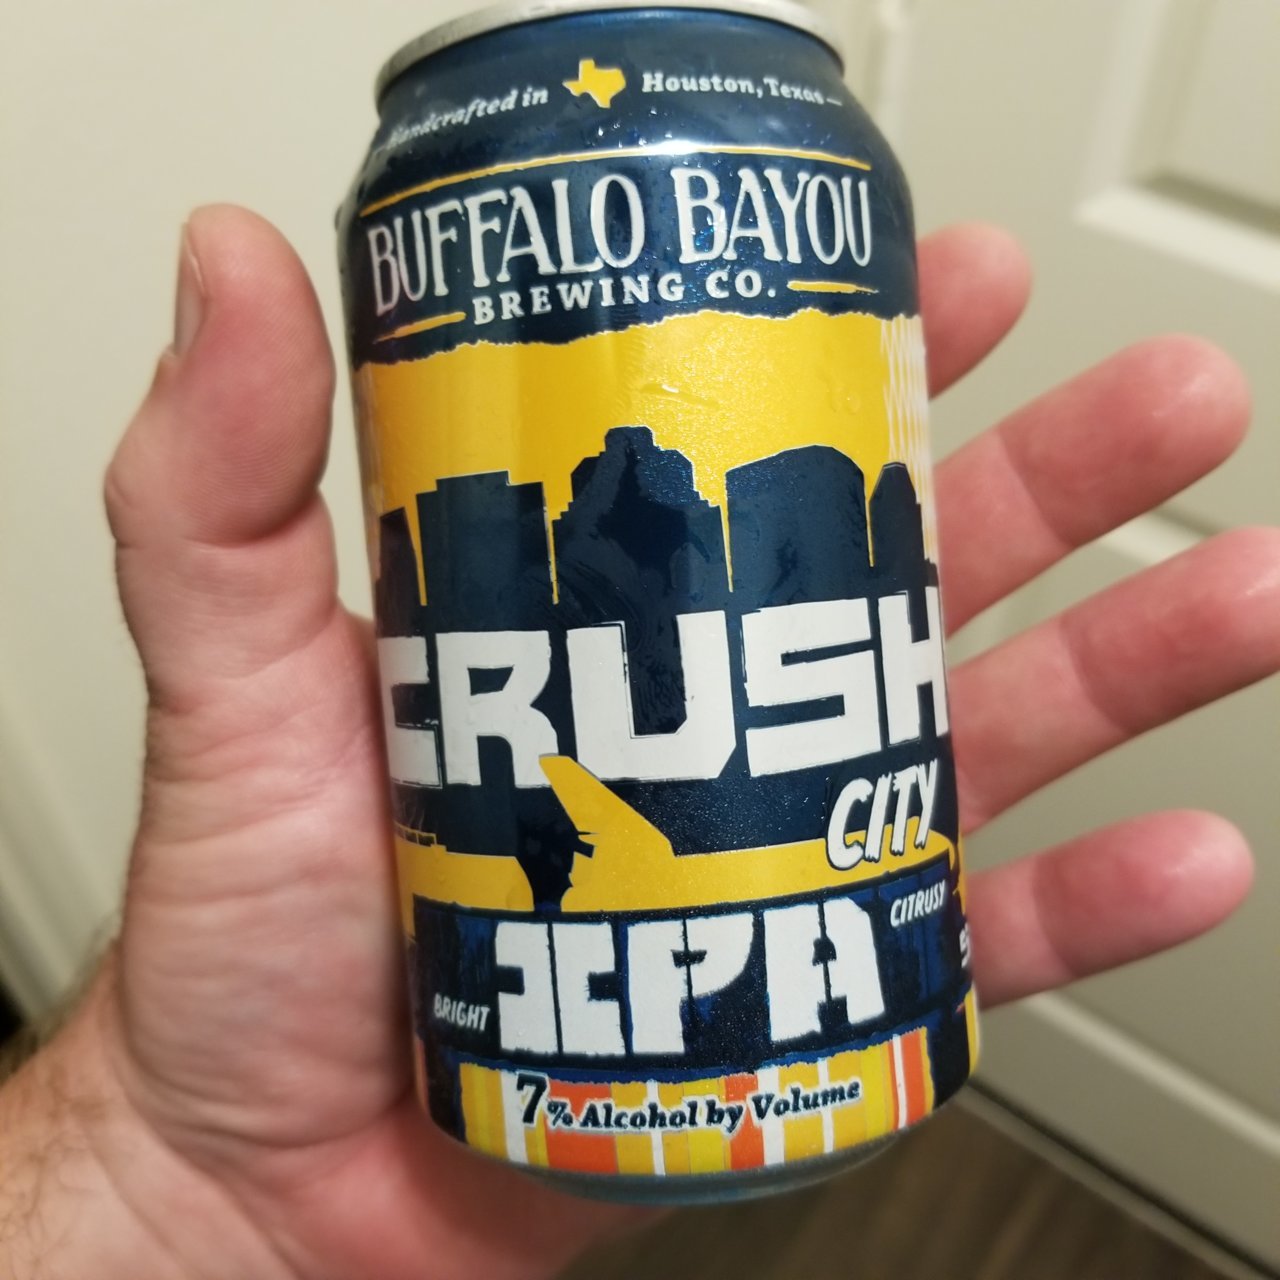 Handcrafted in Houston, Texas
BUFFALO BAYOU
BREWING CO.
CRUSH
CITY
IPA
CITRUSY
BRIGHT
7% Alcohol by Volume